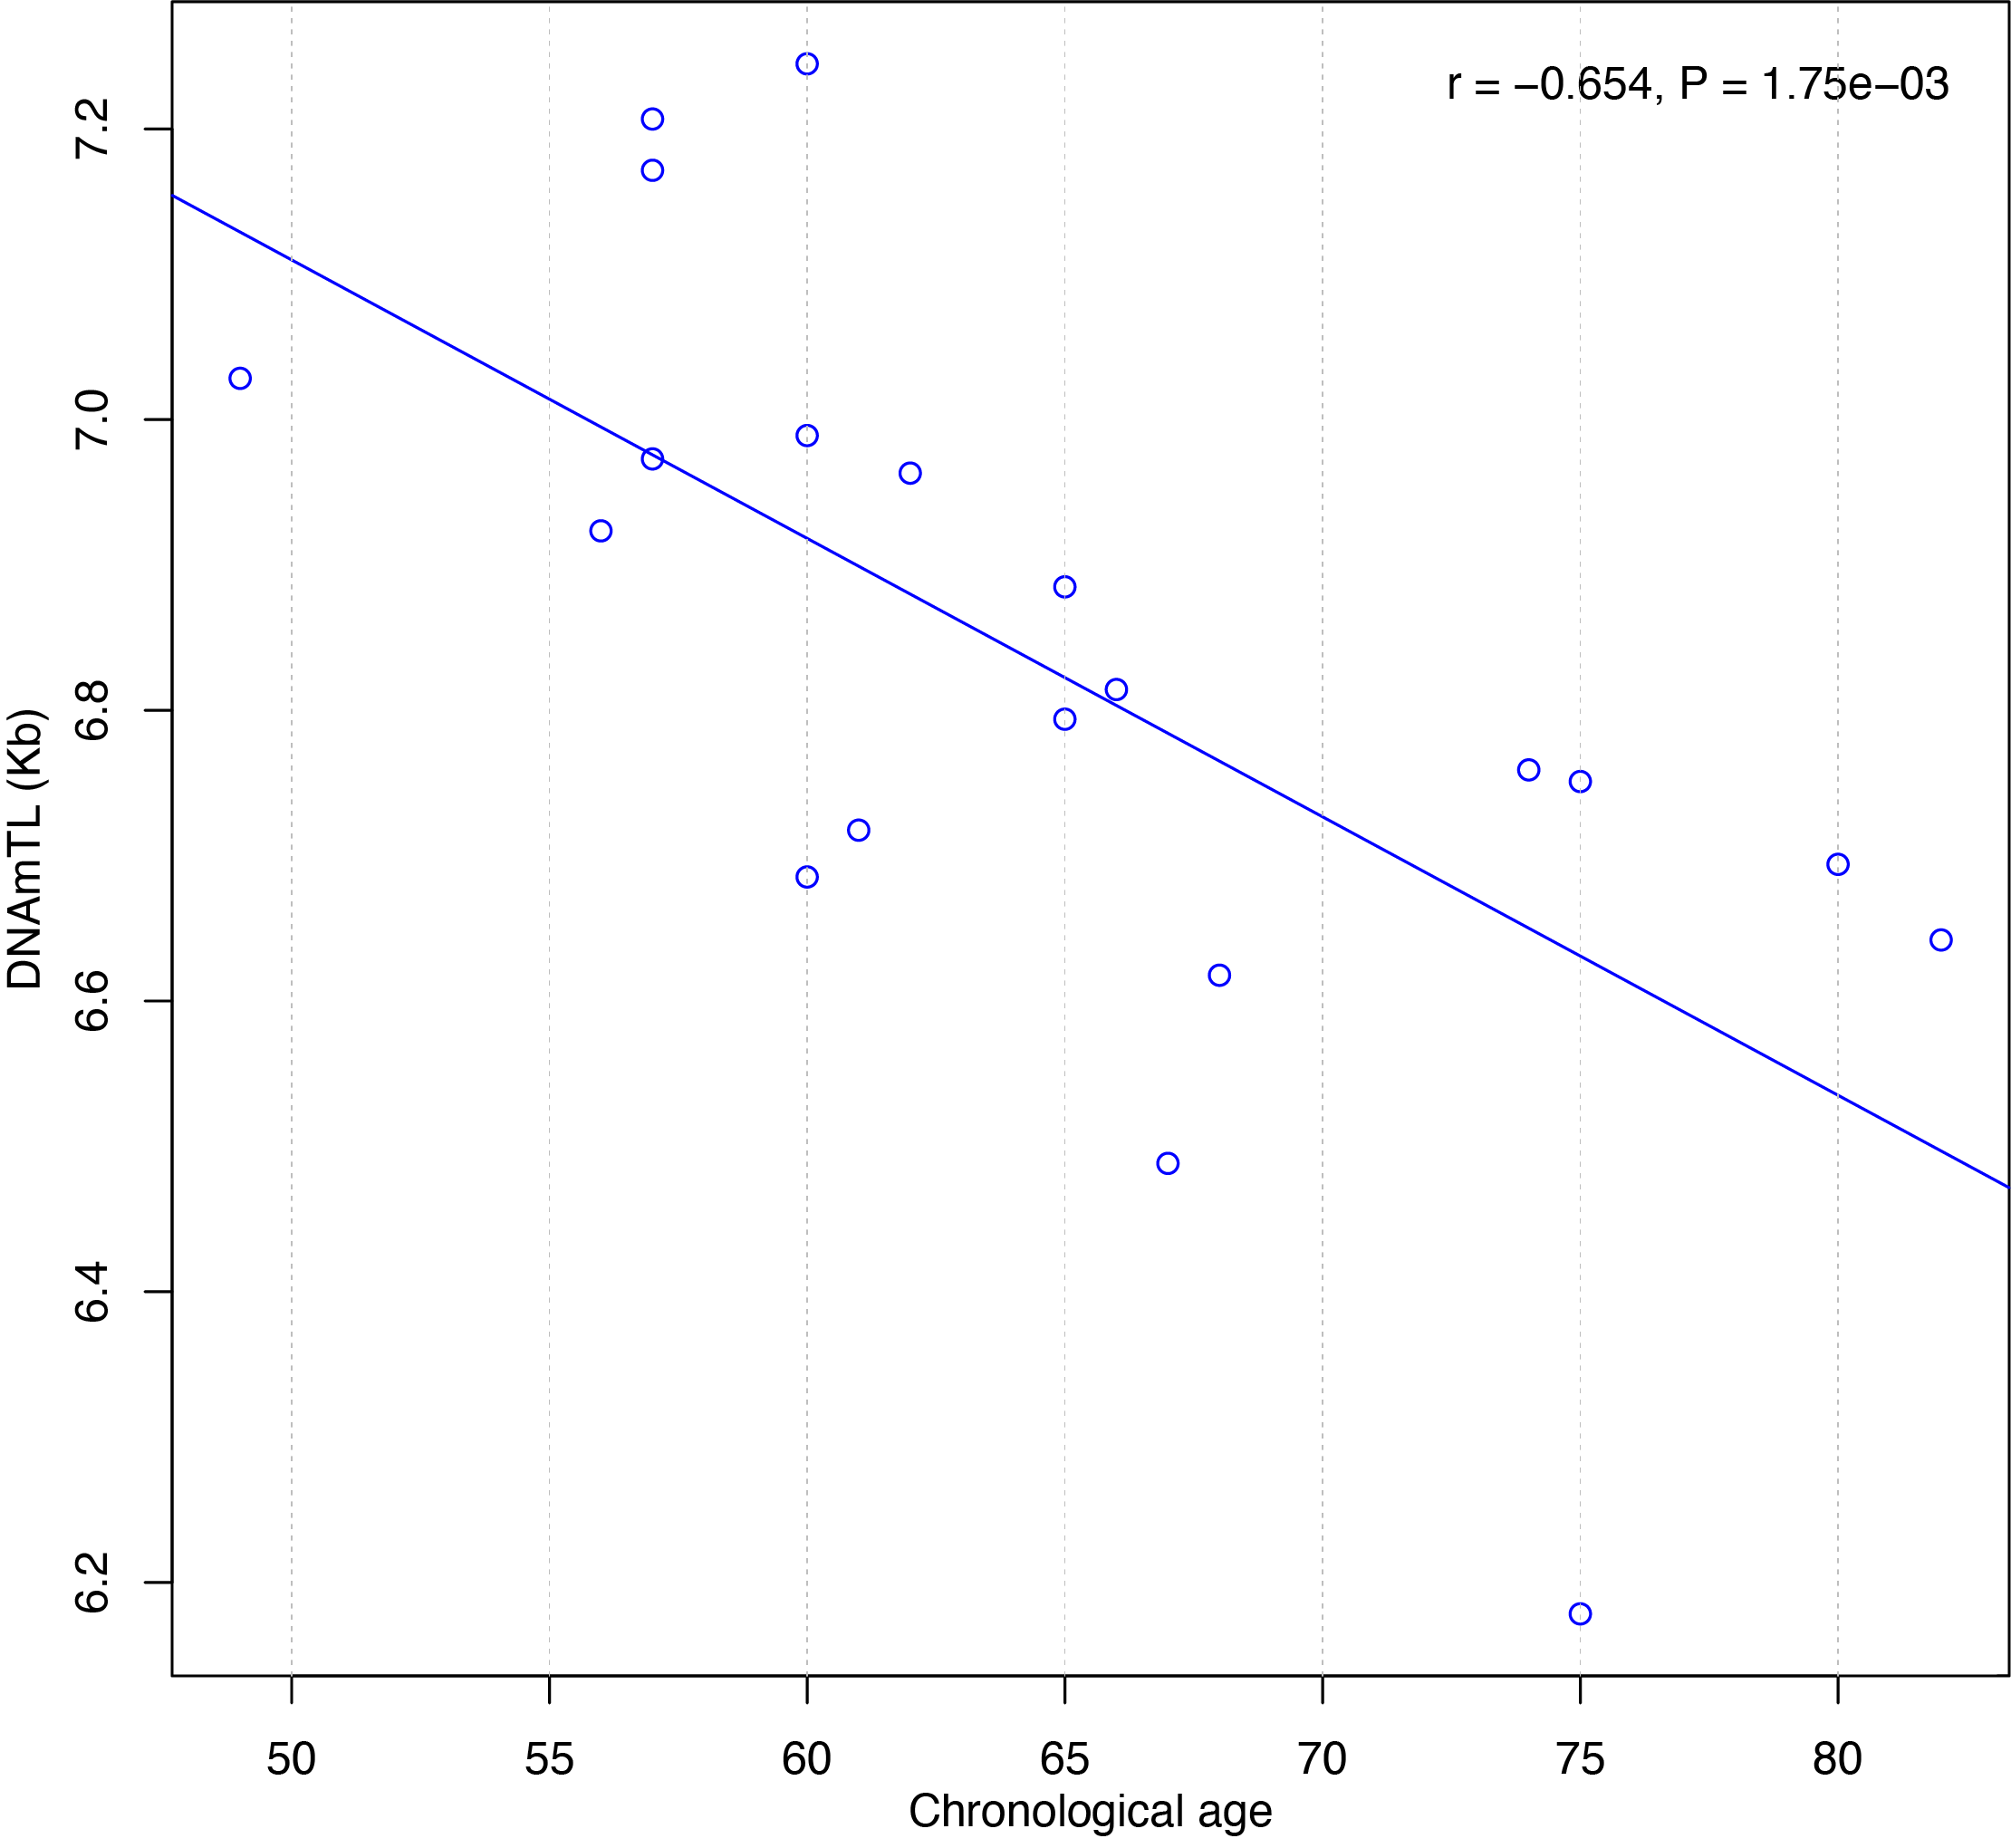 r = −0.654, P = 1.75e−03
DNAmTL (Kb)
7.2
7.0
6.8
6.6
6.4
6.2
50 55 60 65 70 75 80
Chronological age